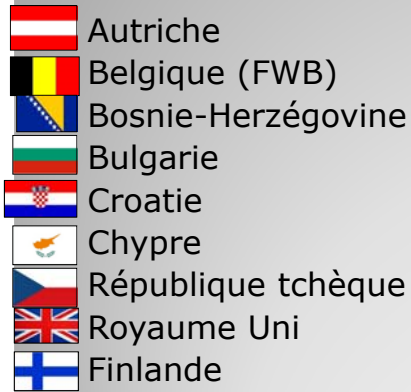 Autriche
Belgique (FWB)
Bosnie-Herzégovine
Bulgarie
Croatie
Chypre
République tchèque
Royaume Uni
Finlande